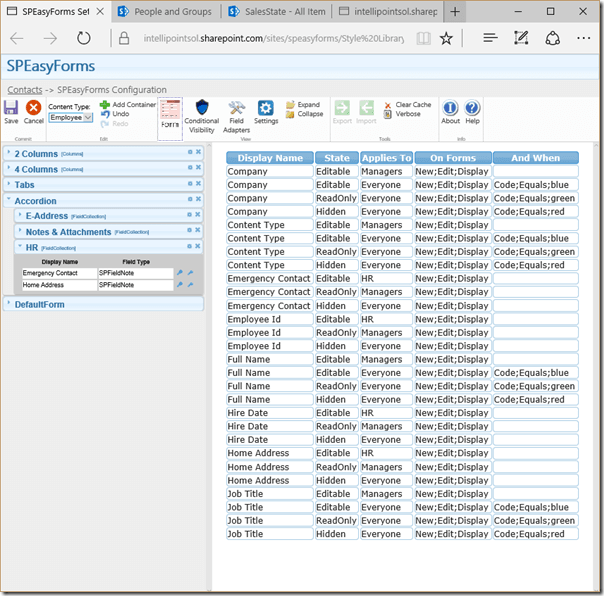 SPEasyForms Set
People and Groups
SalesState - All Item
intellipointsol.sharep
intellipointsol.sharepoint.com/sites/speasyforms/Style%20Library
SPEasyForms
Contacts -> SPEasyForms Configuration
Save
Cancel
Content Type:
Employee
Add Container
Undo
Redo
Form
Conditional Visibility
Field Adapters
Settings
Expand
Collapse
Export
Import
Clear Cache
Verbose
About
Help
Current
Edit
View
Tools
Info
2 Columns [Columns]
4 Columns [Columns]
Tabs
Accordion
E-Address [FieldCollection]
Notes & Attachments [FieldCollection]
HR [FieldCollection]
Display Name Field Type
Emergency Contact SPFieldNote
Home Address SPFieldNote
DefaultForm
Display Name State Applies To On Forms And When
Company Editable Managers New;Edit;Display
Company Editable Everyone New;Edit;Display Code;Equals;blue
Company ReadOnly Everyone New;Edit;Display Code;Equals;green
Company Hidden Everyone New;Edit;Display Code;Equals;red
Content Type Editable Managers New;Edit;Display
Content Type Editable Everyone New;Edit;Display Code;Equals;blue
Content Type ReadOnly Everyone New;Edit;Display Code;Equals;green
Content Type Hidden Everyone New;Edit;Display Code;Equals;red
Emergency Contact Editable HR New;Edit;Display
Emergency Contact ReadOnly Managers New;Edit;Display
Emergency Contact Hidden Everyone New;Edit;Display
Employee Id Editable HR New;Edit;Display
Employee Id ReadOnly Managers New;Edit;Display
Employee Id Hidden Everyone New;Edit;Display
Full Name Editable Managers New;Edit;Display
Full Name Editable Everyone New;Edit;Display Code;Equals;blue
Full Name ReadOnly Everyone New;Edit;Display Code;Equals;green
Full Name Hidden Everyone New;Edit;Display Code;Equals;red
Hire Date Editable HR New;Edit;Display
Hire Date ReadOnly Managers New;Edit;Display
Hire Date Hidden Everyone New;Edit;Display
Home Address Editable HR New;Edit;Display
Home Address ReadOnly Managers New;Edit;Display
Home Address Hidden Everyone New;Edit;Display
Job Title Editable Managers New;Edit;Display
Job Title Editable Everyone New;Edit;Display Code;Equals;blue
Job Title ReadOnly Everyone New;Edit;Display Code;Equals;green
Job Title Hidden Everyone New;Edit;Display Code;Equals;red